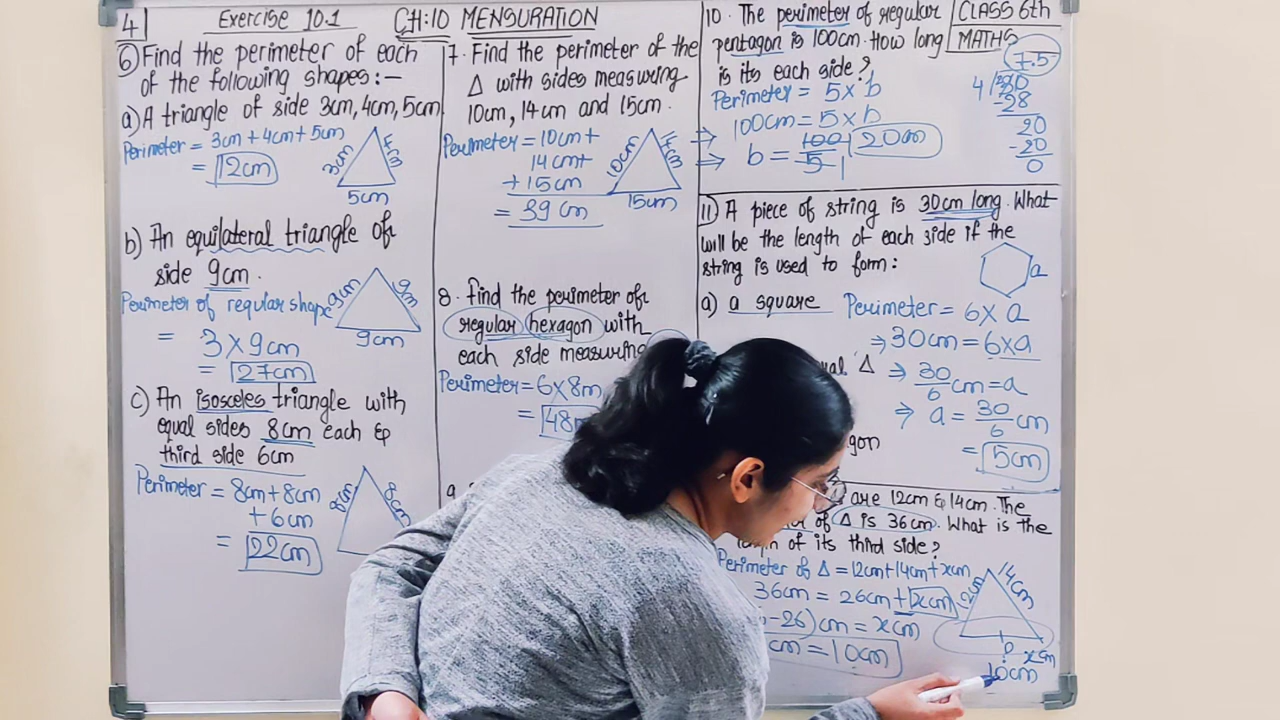 4
Exercise 10.1
CH:10 MENSURATION
CLASS 6th
MATHS
⑥ Find the perimeter of each
of the following shapes:—
a) A triangle of side 3cm, 4cm, 5cm
Perimeter = 3cm + 4cm + 5cm
= 12cm
3cm
4cm
5cm
b) An equilateral triangle of
side 9cm.
Perimeter of regular shape
= 3 × 9cm
= 27cm
9cm
9cm
9cm
c) An isosceles triangle with
equal sides 8cm each &
third side 6cm
Perimeter = 8cm + 8cm
+ 6cm
= 22cm
8cm
8cm
7. Find the perimeter of the
Δ with sides measuring
10cm, 14cm and 15cm.
Perimeter = 10cm +
14cm +
+ 15cm
= 39cm
10cm
15cm
8. Find the perimeter of
regular hexagon with
each side measuring
Perimeter = 6×8m
= 48m
9
10. The perimeter of regular
pentagon is 100cm. How long
is its each side?
Perimeter = 5 × b
⇒ 100cm = 5 × b
⇒ b = 100/5 20cm
7.5
4
-28
20
-20
0
11) A piece of string is 30cm long. What
will be the length of each side if the
string is used to form:
a) a square
Δ
a
Perimeter = 6 × a
⇒ 30cm = 6×a
⇒ 30/6 cm = a
⇒ a = 30/6 cm
= 5cm
are 12cm & 14cm. The
of Δ is 36cm. What is the
of its third side?
Perimeter of Δ = 12cm + 14cm + xcm
36cm = 26cm + xcm
-26)cm = xcm
cm = 10cm
14cm
xcm
10cm